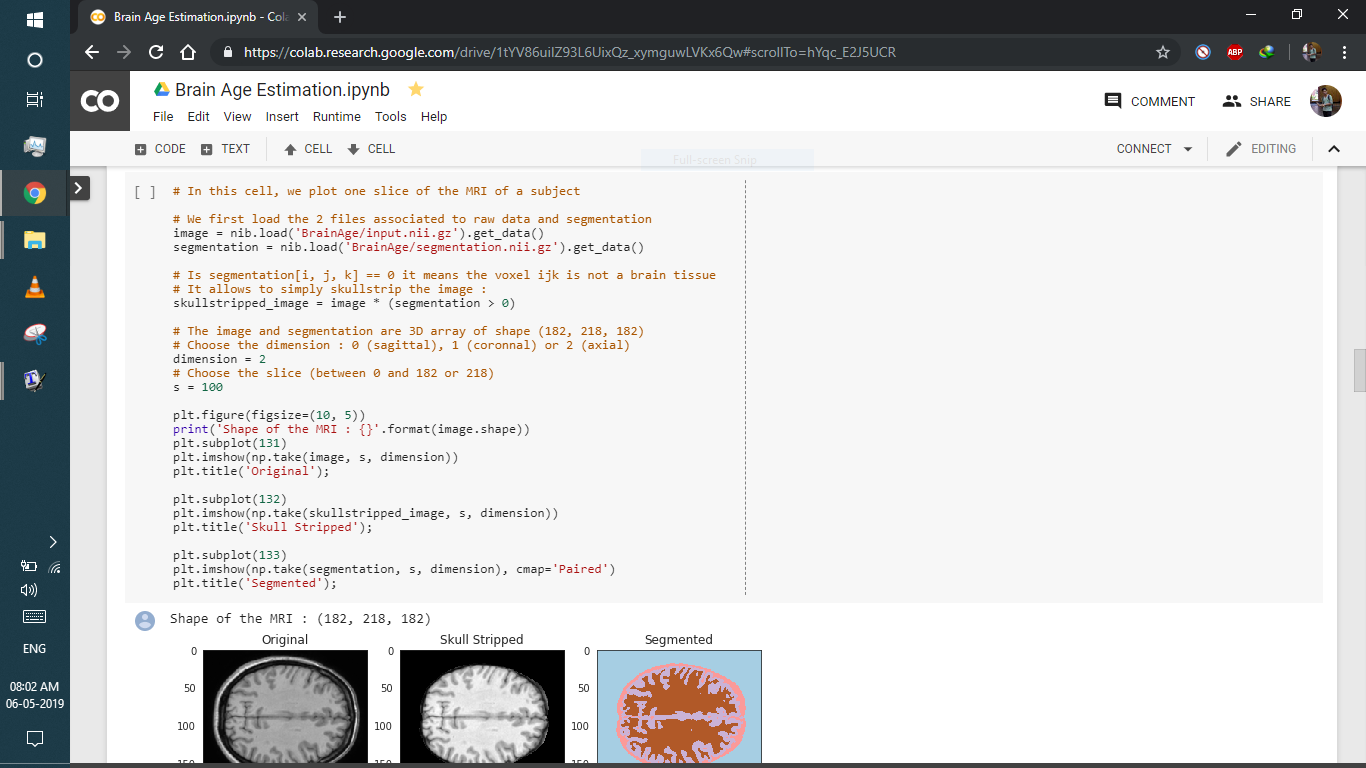 Brain Age Estimation.ipynb - Cola
https://colab.research.google.com/drive/1tYV86uiIZ93L6UixQz_xymguwLVKx6Qw#scrollTo=hYqc_E2J5UCR
ABP
CO
Brain Age Estimation.ipynb
File Edit View Insert Runtime Tools Help
COMMENT SHARE
CODE TEXT CELL CELL
Full-screen Snip
CONNECT EDITING
[ ] # In this cell, we plot one slice of the MRI of a subject
# We first load the 2 files associated to raw data and segmentation
image = nib.load('BrainAge/input.nii.gz').get_data()
segmentation = nib.load('BrainAge/segmentation.nii.gz').get_data()
# Is segmentation[i, j, k] == 0 it means the voxel ijk is not a brain tissue
# It allows to simply skullstrip the image :
skullstripped_image = image * (segmentation > 0)
# The image and segmentation are 3D array of shape (182, 218, 182)
# Choose the dimension : 0 (sagittal), 1 (coronnal) or 2 (axial)
dimension = 2
# Choose the slice (between 0 and 182 or 218)
s = 100
plt.figure(figsize=(10, 5))
print('Shape of the MRI : {}'.format(image.shape))
plt.subplot(131)
plt.imshow(np.take(image, s, dimension))
plt.title('Original');
plt.subplot(132)
plt.imshow(np.take(skullstripped_image, s, dimension))
plt.title('Skull Stripped');
plt.subplot(133)
plt.imshow(np.take(segmentation, s, dimension), cmap='Paired')
plt.title('Segmented');
Shape of the MRI : (182, 218, 182)
Original Skull Stripped Segmented
0 0 0
50 50 50
100 100 100
150 150 150
ENG
08:02 AM
06-05-2019